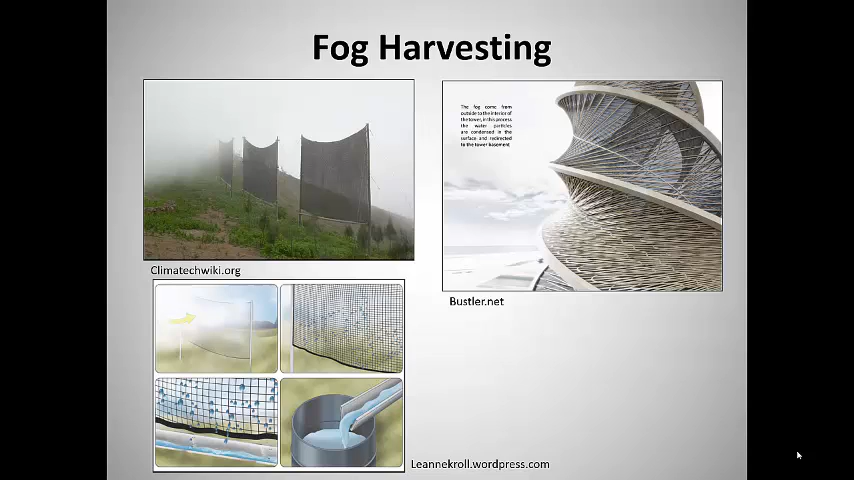 Fog Harvesting
The fog come from
outside to the interior of
the tower, in this process
the water particles
are condensed in the
surface and redirected
to the tower basement
Climatechwiki.org
Bustler.net
Leannekroll.wordpress.com